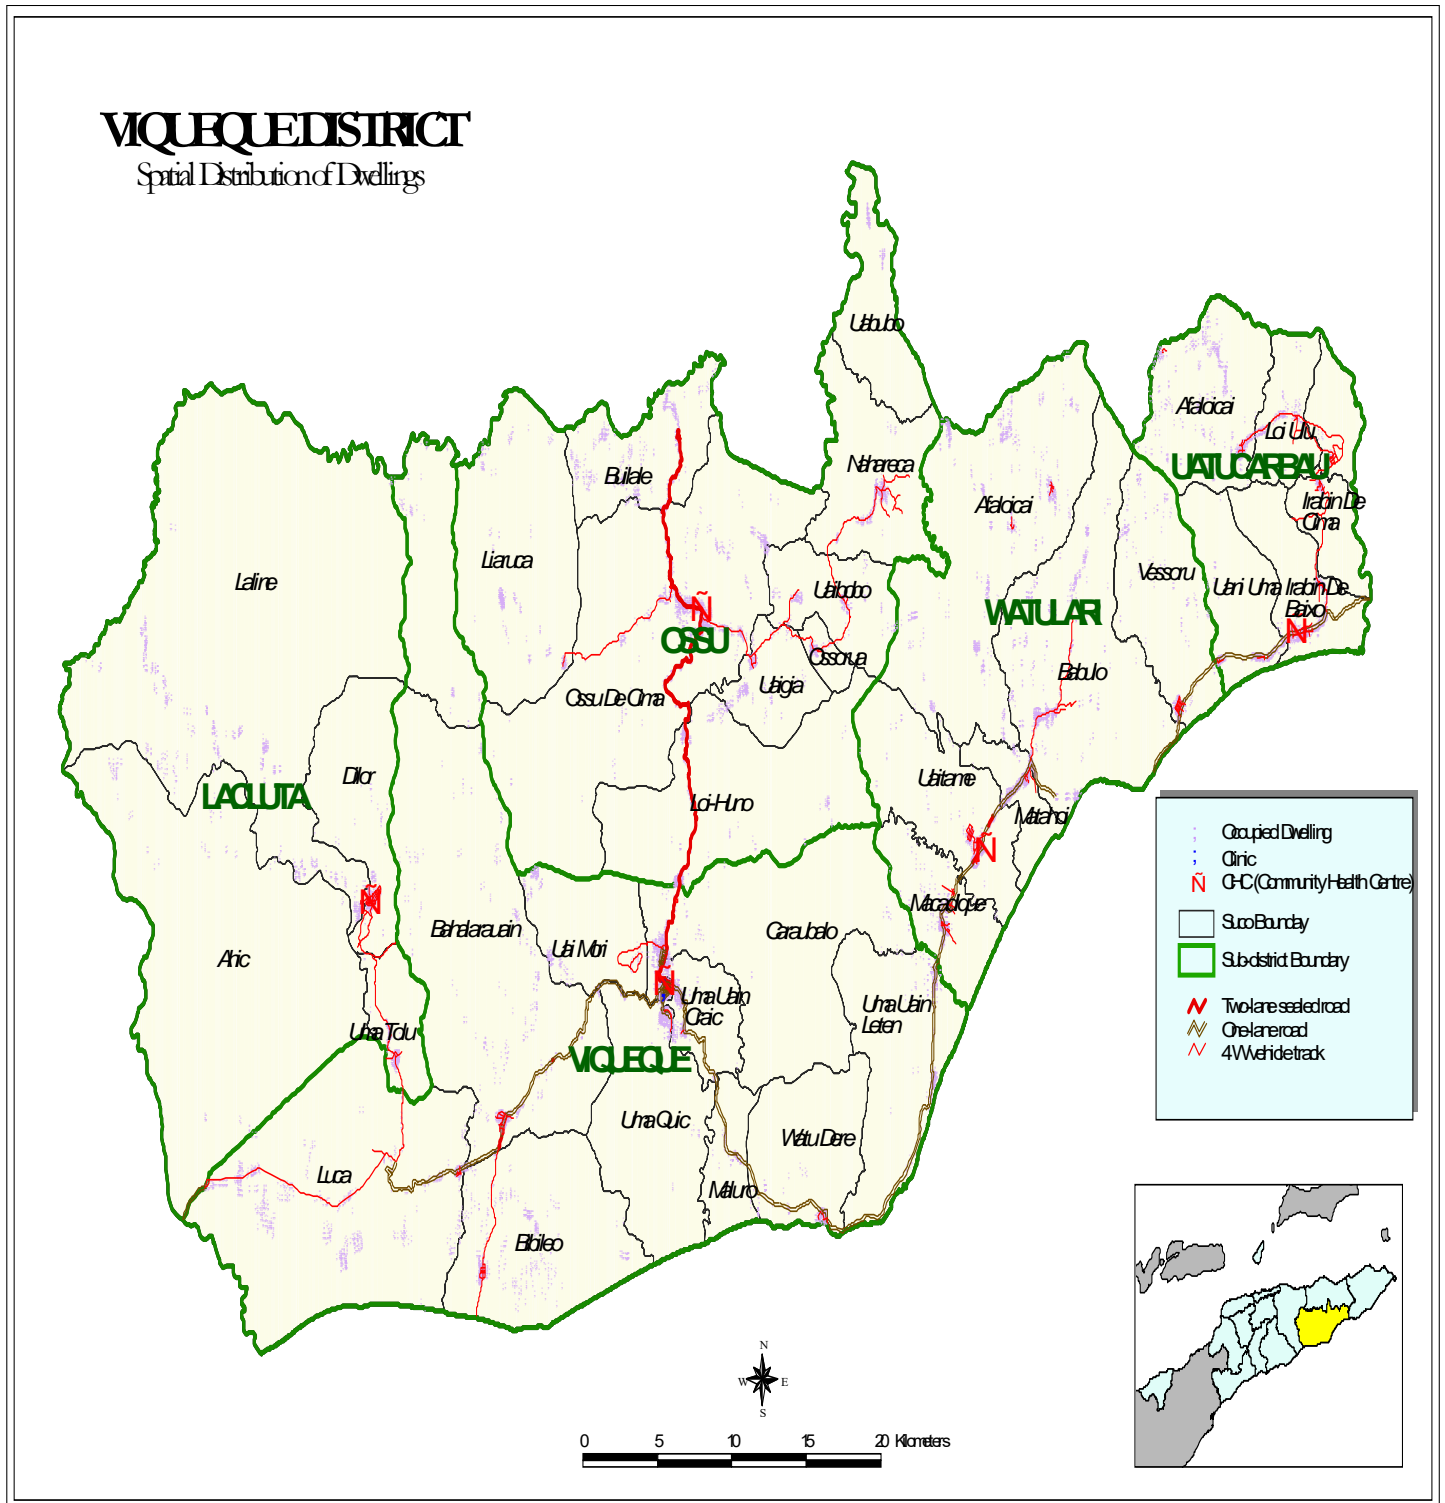 VIQUEQUE DISTRICT
Spatial Distribution of Dwellings
Uabubo
Afalocai
Loi Ulu
UATUCARBAU
Builale
Nahareca
Afaloicai
Irabin De
Cima
Laline
Liaruca
Uaibobo
Vessoru
Uani Uma
Irabin De
Baixo
WATULARI
OSSU
Ossorua
Babulo
Uaigia
Ossu De Cima
Dilor
Uaitame
LACLUTA
Loi-Huno
Matahoi
Macadique
Ahic
Bahalarauain
Uai Mori
Caraubalo
Uma Uain
Craic
Uma Uain
Leten
Uma Tolu
VIQUEQUE
Uma Quic
Watu Dere
Luca
Maluro
Bibileo
Occupied Dwelling
Clinic
Ñ CHC (Community Health Centre)
Suco Boundary
Sub-district Boundary
Two-lane sealed road
One-lane road
4 W vehicle track
N
W E
S
0 5 10 15 20 Kilometers